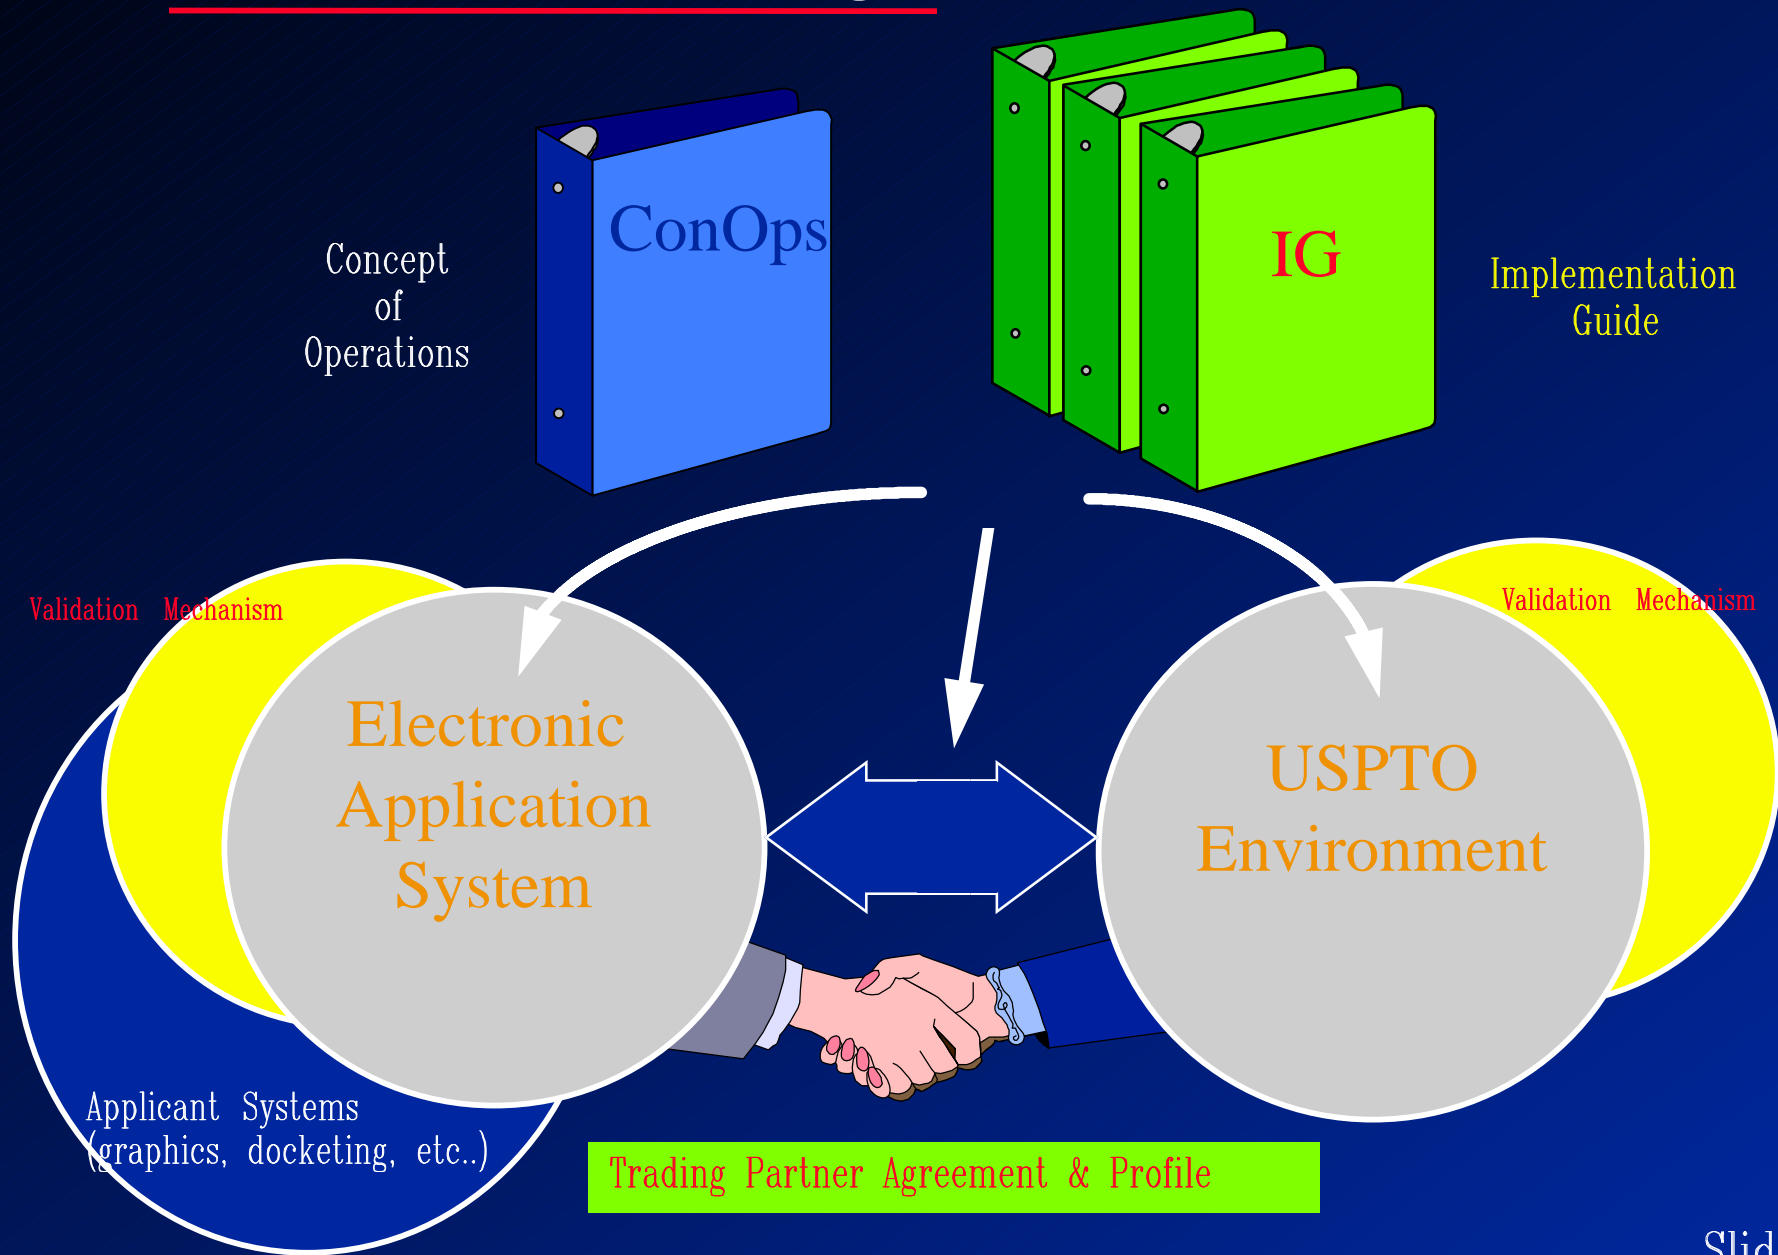 ConOps
IG
Concept
of
Operations
Implementation
Guide
Validation Mechanism
Validation Mechanism
Electronic
Application
System
USPTO
Environment
Applicant Systems
(graphics, docketing, etc..)
Trading Partner Agreement & Profile